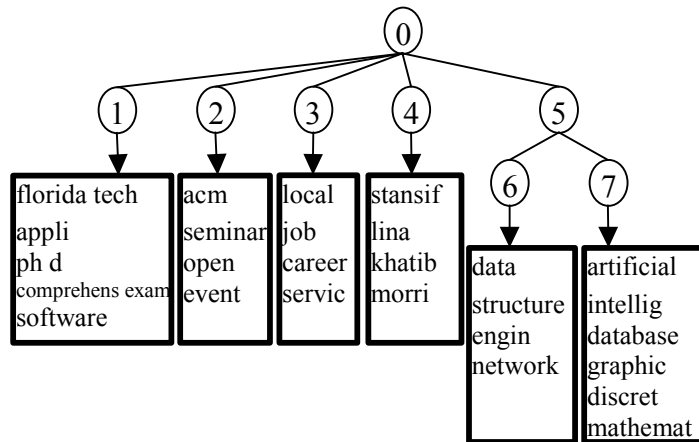 0
1
2
3
4
5
florida tech
appli
ph d
comprehens exam
software
acm
seminar
open
event
local
job
career
servic
stansif
lina
khatib
morri
6
7
data
structure
engin
network
artificial
intellig
database
graphic
discret
mathemat